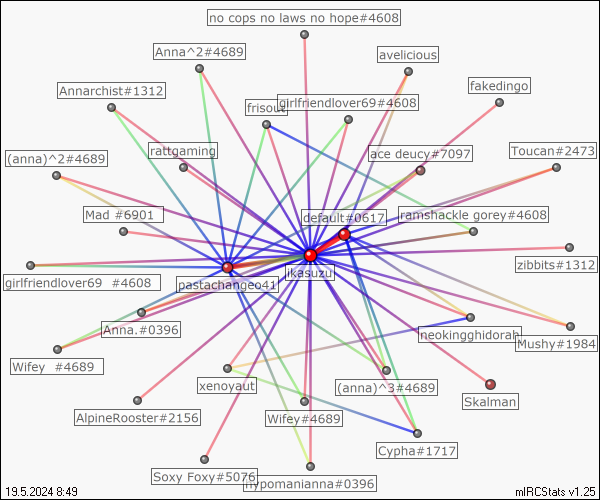 no cops no laws no hope#4608
Anna^2#4689
avelicious
Annarchist#1312
fakedingo
frisout
girlfriendlover69#4608
(anna)^2#4689
rattgaming
ace deucy#7097
Toucan#2473
Mad #6901
default#0617
ramshackle gorey#4608
zibbits#1312
girlfriendlover69 #4608
pastachangeo41
ikasuzu
Anna.#0396
neokingghidorah
Mushy#1984
Wifey #4689
xenoyaut
(anna)^3#4689
Skalman
AlpineRooster#2156
Wifey#4689
Cypha#1717
Soxy Foxy#5076
hypomanianna#0396
19.5.2024 8:49
mIRCStats v1.25